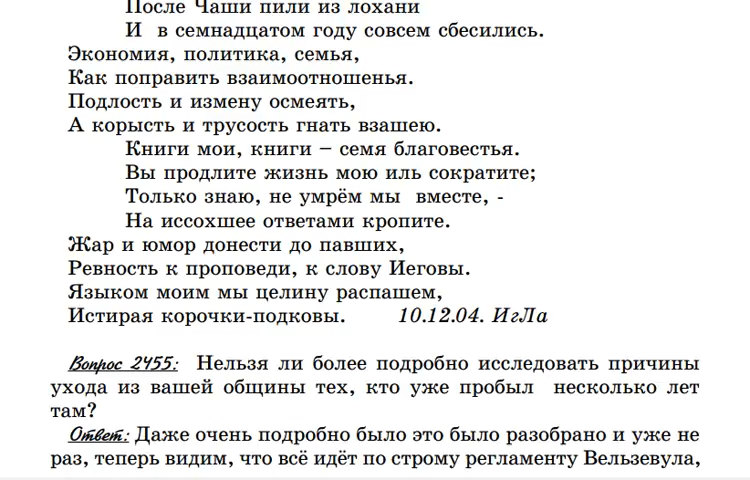 После Чаши пили из лохани
И в семнадцатом году совсем сбесились.
Экономия, политика, семья,
Как поправить взаимоотношенья.
Подлость и измену осмеять,
А корысть и трусость гнать взашею.
Книги мои, книги – семя благовестья.
Вы продлите жизнь мою иль сократите;
Только знаю, не умрём мы вместе, -
На иссохшее ответами кропите.
Жар и юмор донести до павших,
Ревность к проповеди, к слову Иеговы.
Языком моим мы целину распашем,
Истирая корочки-подковы. 10.12.04. ИгЛа
Вопрос 2455: Нельзя ли более подробно исследовать причины
ухода из вашей общины тех, кто уже пробыл несколько лет
там?
Ответ: Даже очень подробно было это было разобрано и уже не
раз, теперь видим, что всё идёт по строму регламенту Вельзевула,